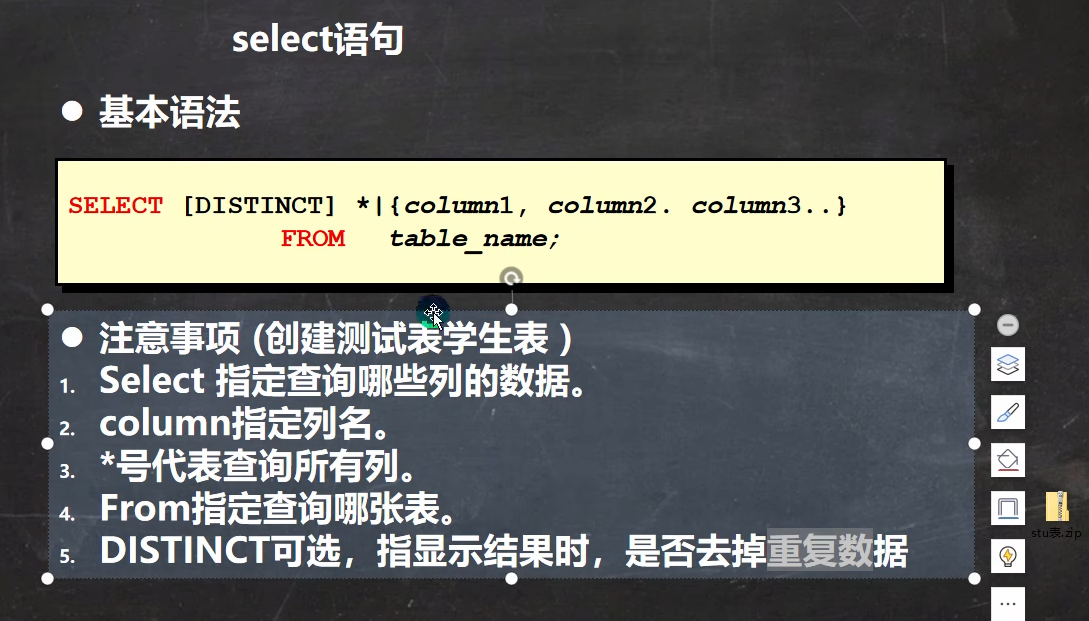 select语句
● 基本语法
SELECT [DISTINCT] *|{column1, column2. column3..}
FROM table_name;
● 注意事项 (创建测试表学生表 )
1. Select 指定查询哪些列的数据。
2. column指定列名。
3. *号代表查询所有列。
4. From指定查询哪张表。
5. DISTINCT可选，指显示结果时，是否去掉重复数据
stu表.zip